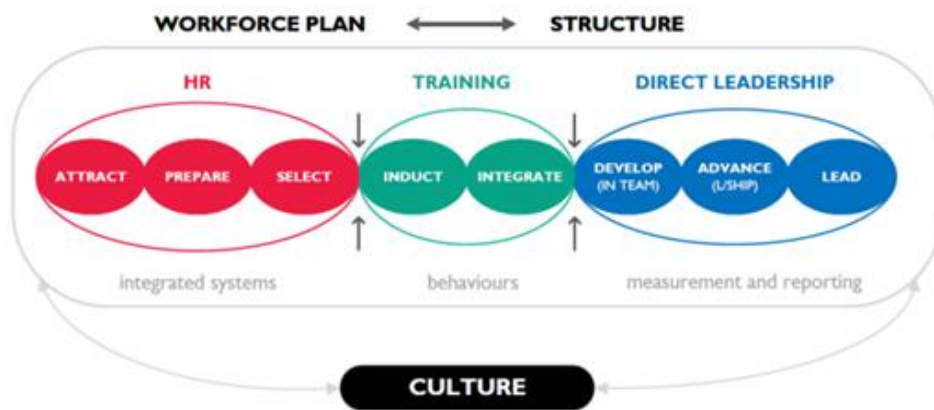 WORKFORCE PLAN STRUCTURE
HR TRAINING DIRECT LEADERSHIP
ATTRACT PREPARE SELECT INDUCT INTEGRATE DEVELOP (IN TEAM) ADVANCE (L/SHIP) LEAD
integrated systems behaviours measurement and reporting
CULTURE